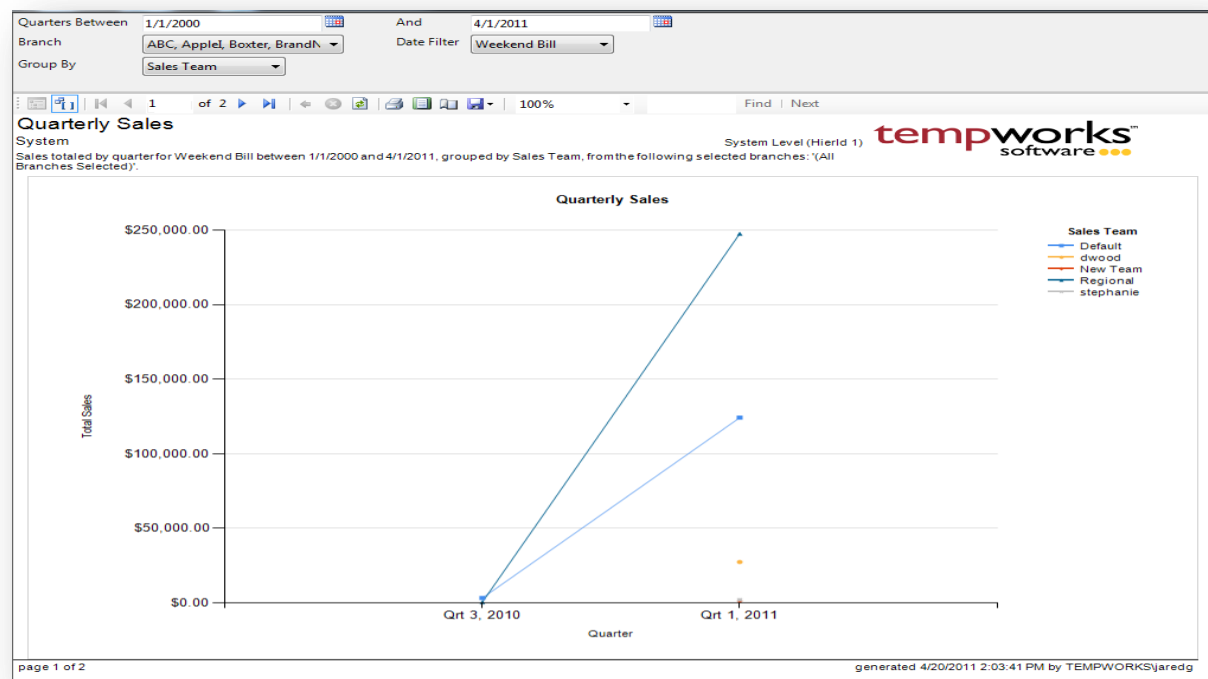 Quarters Between 1/1/2000 And 4/1/2011
Branch ABC, AppleI, Boxter, BrandN Date Filter Weekend Bill
Group By Sales Team
1 of 2 100% Find | Next
Quarterly Sales
System System Level (HierId 1)
tempworks™
software
Sales totaled by quarter for Weekend Bill between 1/1/2000 and 4/1/2011, grouped by Sales Team, from the following selected branches: '(All
Branches Selected)'.
Quarterly Sales
$250,000.00
$200,000.00
$150,000.00
$100,000.00
$50,000.00
$0.00
Total Sales
Qrt 3, 2010 Qrt 1, 2011
Quarter
Sales Team
Default
dwood
New Team
Regional
stephanie
page 1 of 2 generated 4/20/2011 2:03:41 PM by TEMPWORKS\jaredg